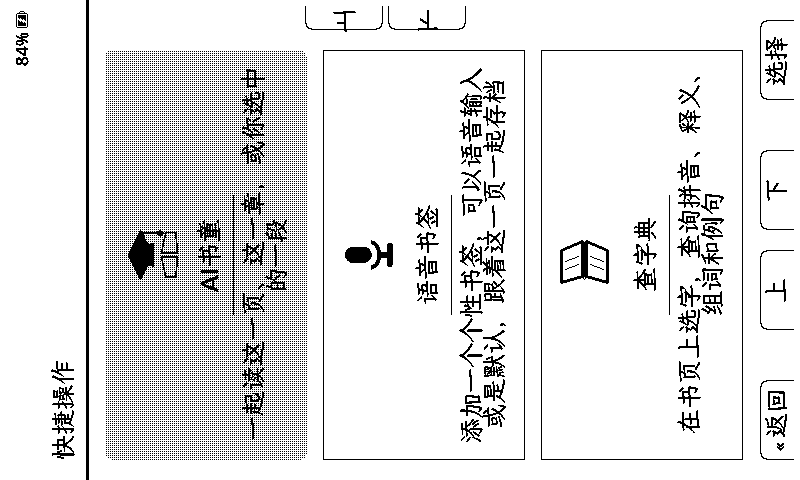 快捷操作
84%
AI书童
一起读这一页、这一章，或你选中
的一段
语音书签
添加一个个性书签，可以语音输入
或是默认，跟着这一页一起存档
查字典
在书页上选字，查询拼音、释义、
组词和例句
«返回
上
下
选择